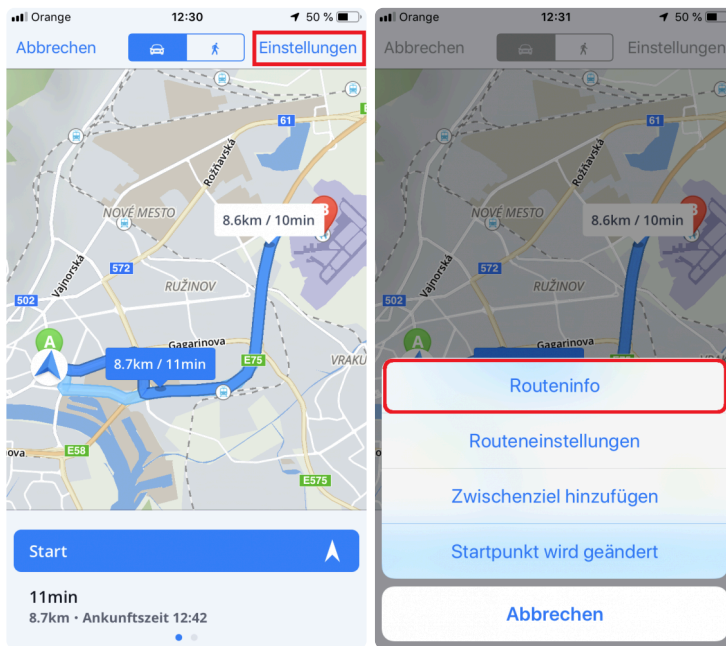 Orange 12:30 50 %
Abbrechen Einstellungen
61
Rožňavská
NOVÉ MESTO
8.6km / 10min
B
Vajnorská
572
RUŽINOV
502
A
Gagarinova
8.7km / 11min
E75
VRAKU
ova
E58
E575
Start
11min
8.7km • Ankunftszeit 12:42
Orange 12:31 50 %
Abbrechen Einstellungen
61
Rožňavská
NOVÉ MESTO
8.6km / 10min
B
Vajnorská
572
RUŽINOV
502
A
Gagarinova
VRAKU
Routeninfo
Routeneinstellungen
Zwischenziel hinzufügen
Startpunkt wird geändert
Abbrechen